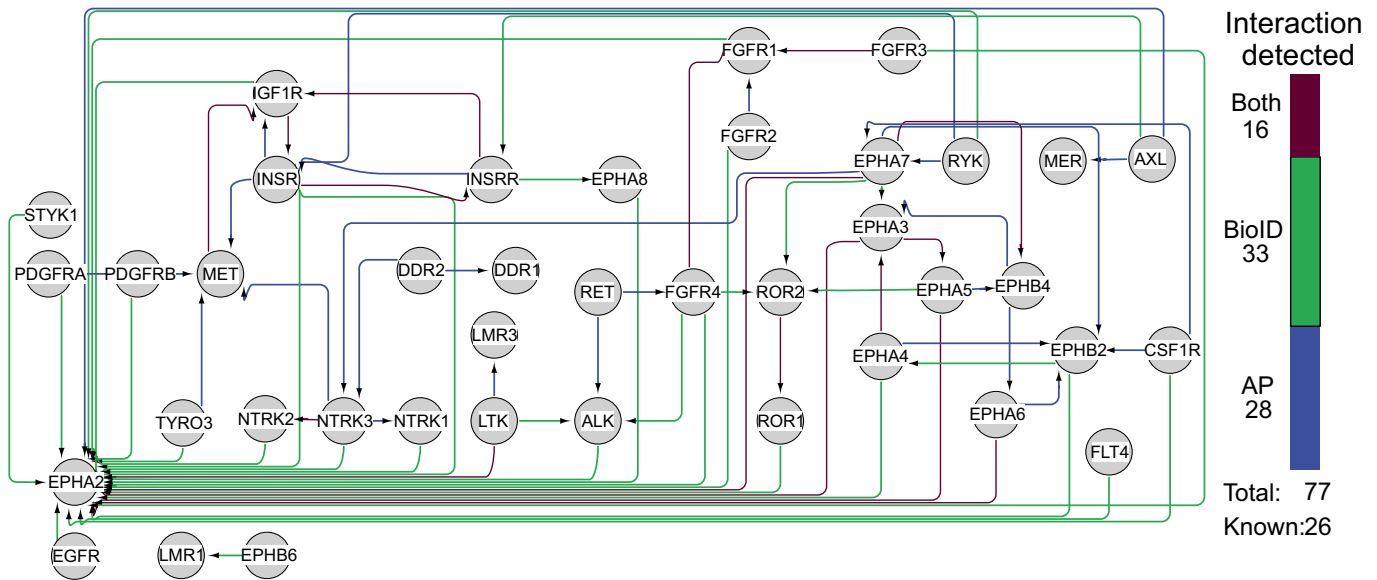 Interaction
detected
Both
16
BioID
33
AP
28
Total: 77
Known:26
FGFR1
FGFR3
IGF1R
FGFR2
EPHA7
RYK
MER
AXL
INSR
INSRR
EPHA8
STYK1
EPHA3
PDGFRA
PDGFRB
MET
DDR2
DDR1
RET
FGFR4
ROR2
EPHA5
EPHB4
LMR3
EPHA4
EPHB2
CSF1R
TYRO3
NTRK2
NTRK3
NTRK1
LTK
ALK
ROR1
EPHA6
FLT4
EPHA2
EGFR
LMR1
EPHB6